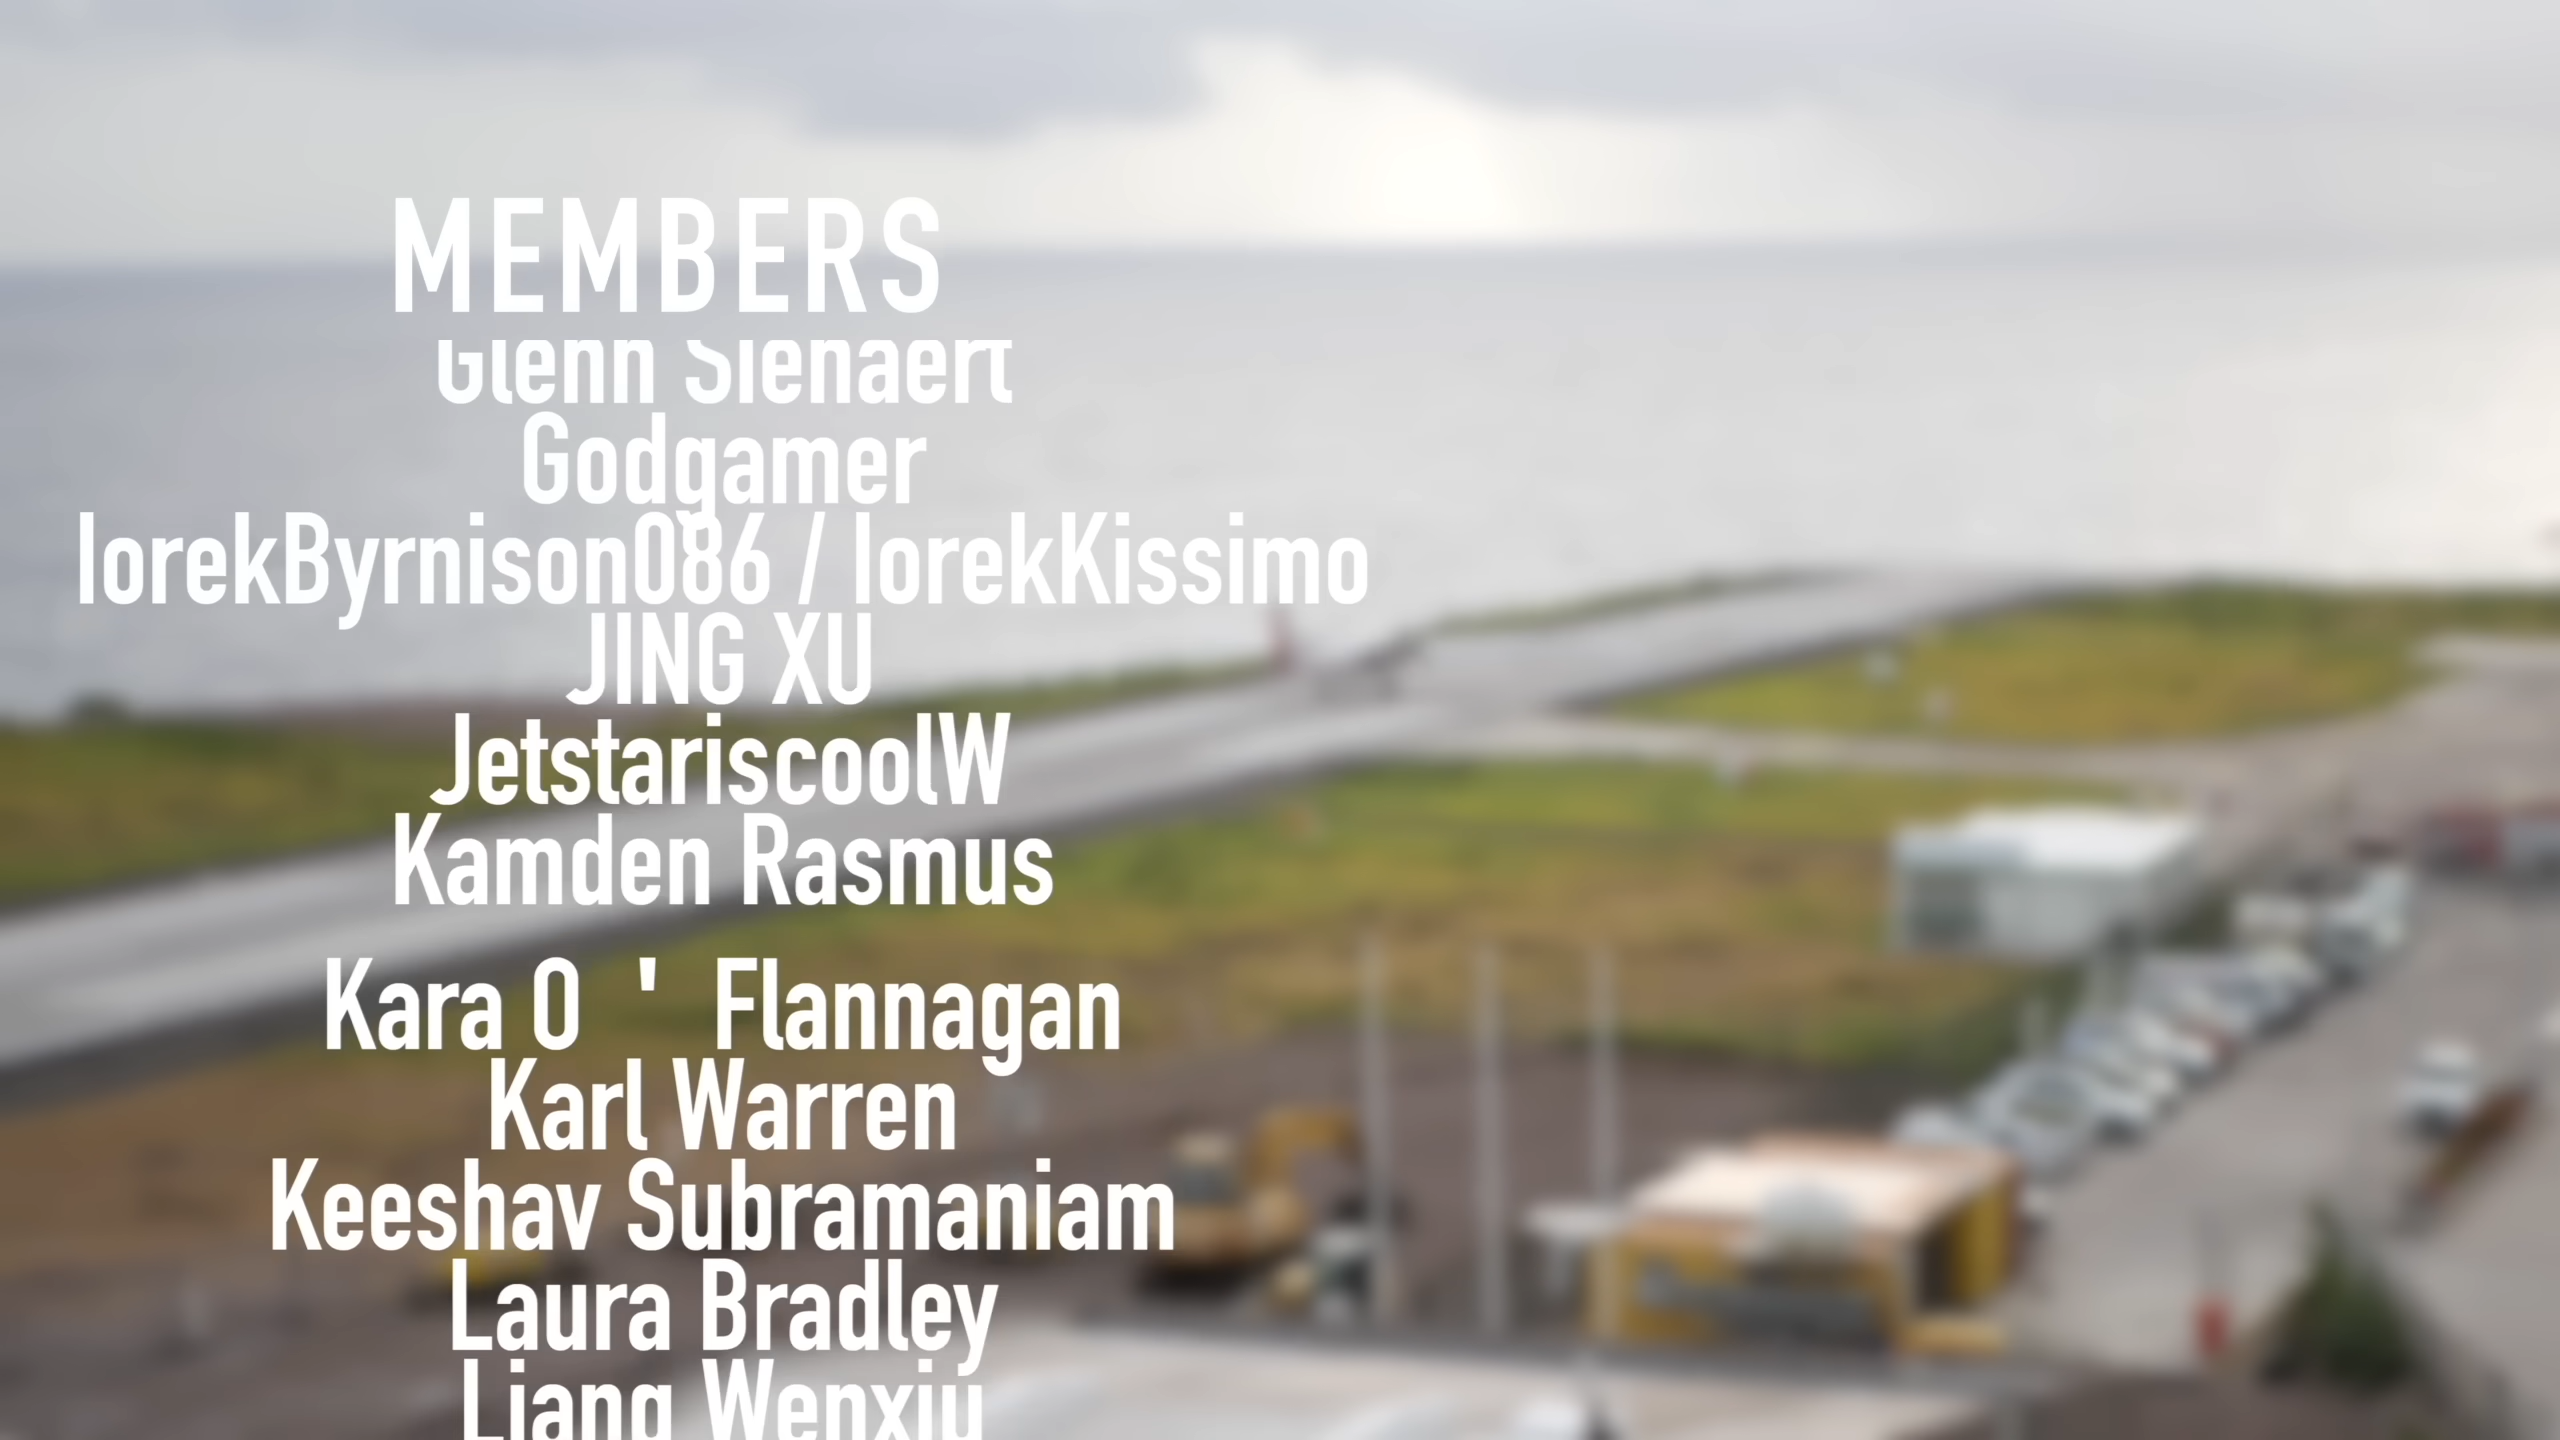 MEMBERS
Glenn Sienaert
Godgamer
IorekByrnison086 / IorekKissimo
JING XU
JetstariscoolW
Kamden Rasmus
Kara O ' Flannagan
Karl Warren
Keeshav Subramaniam
Laura Bradley
Liang Wenxiu